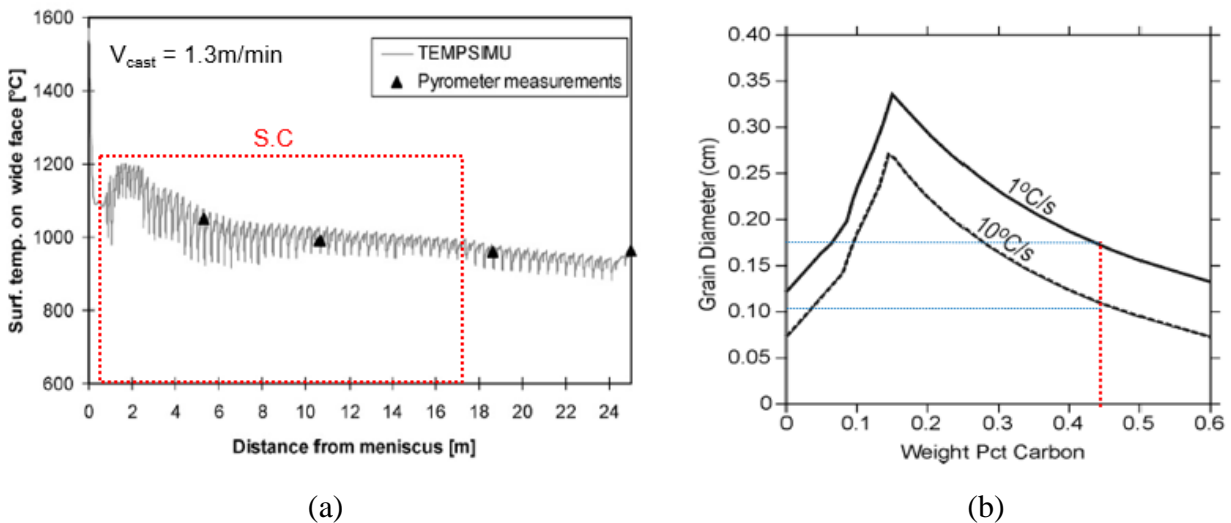 1600
1400
1200
1000
800
600
V_cast = 1.3m/min
TEMPSIMU
Pyrometer measurements
S.C
Surf. temp. on wide face [°C]
0 2 4 6 8 10 12 14 16 18 20 22 24
Distance from meniscus [m]
(a)
0.40
0.35
0.30
0.25
0.20
0.15
0.10
0.05
0
Grain Diameter (cm)
1ºC/s
10ºC/s
0 0.1 0.2 0.3 0.4 0.5 0.6
Weight Pct Carbon
(b)